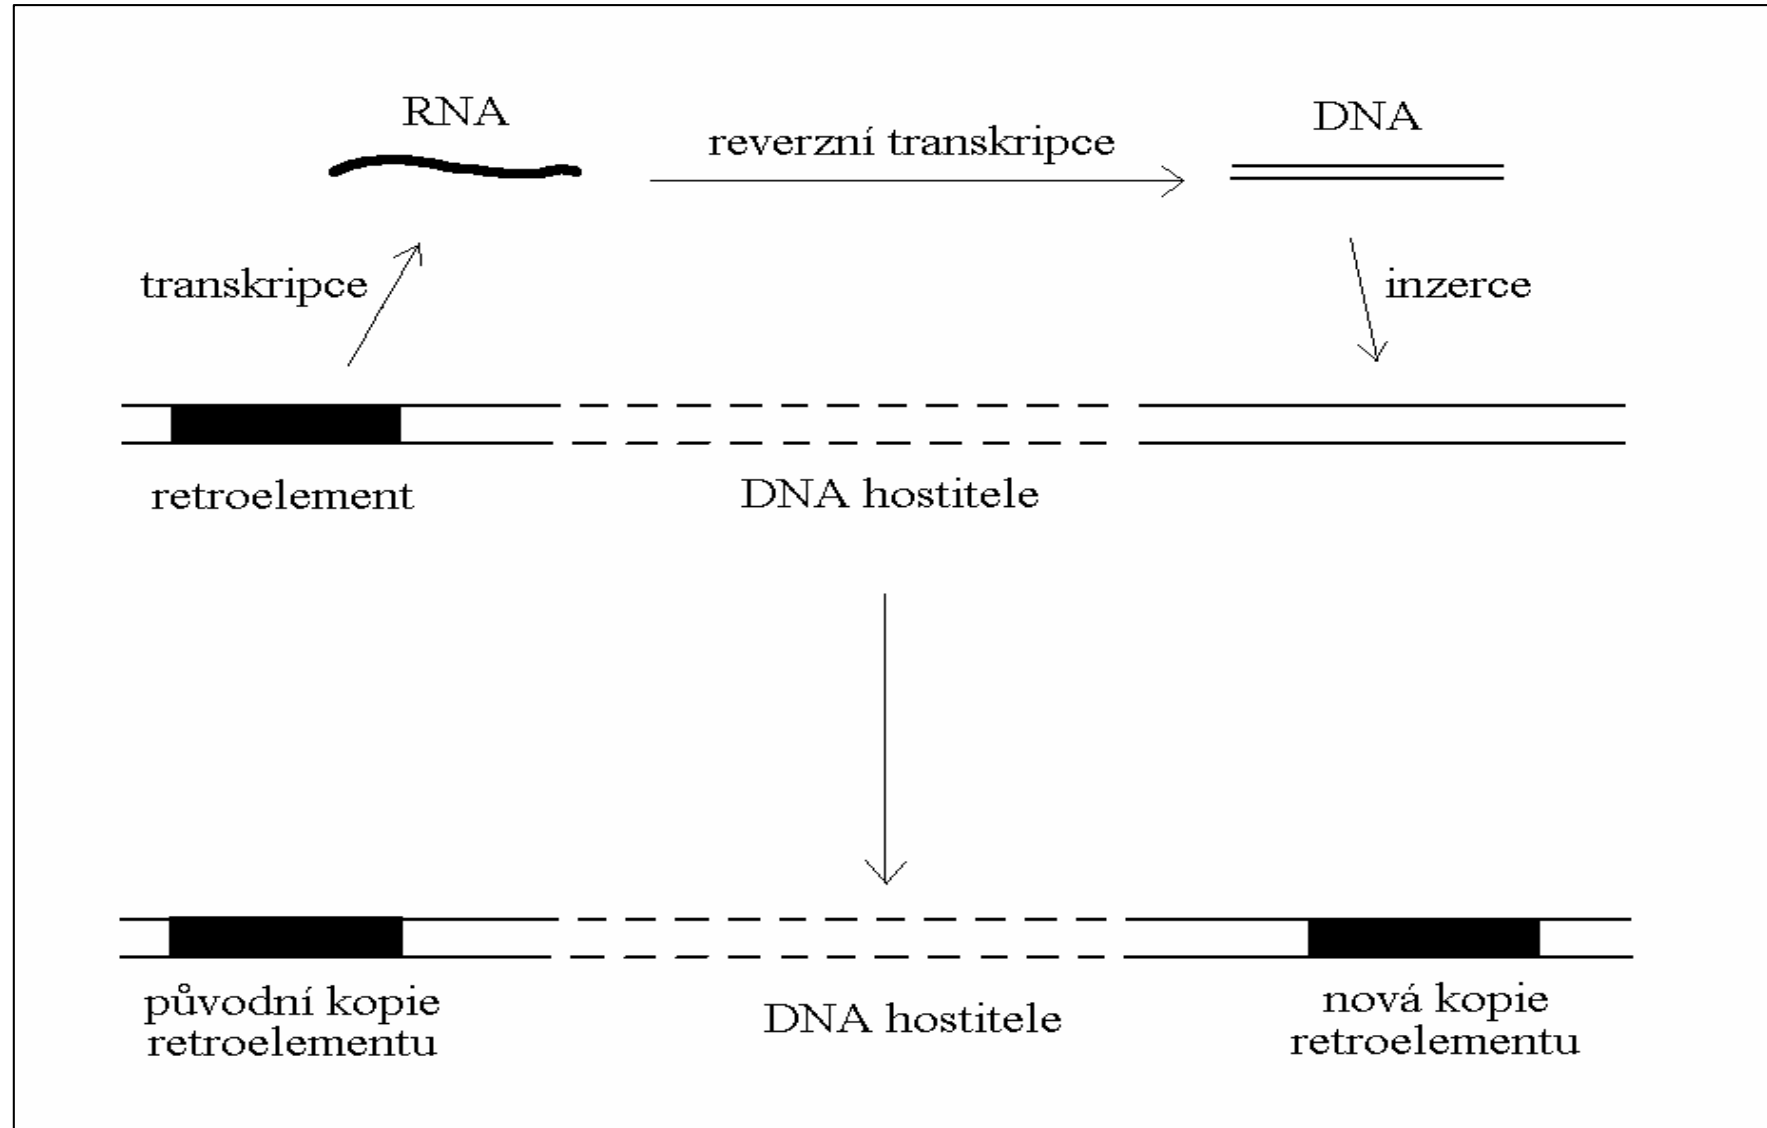 RNA
DNA
reverzní transkripce
transkripce
inzerce
retroelement
DNA hostitele
původní kopie
retroelementu
DNA hostitele
nová kopie
retroelementu